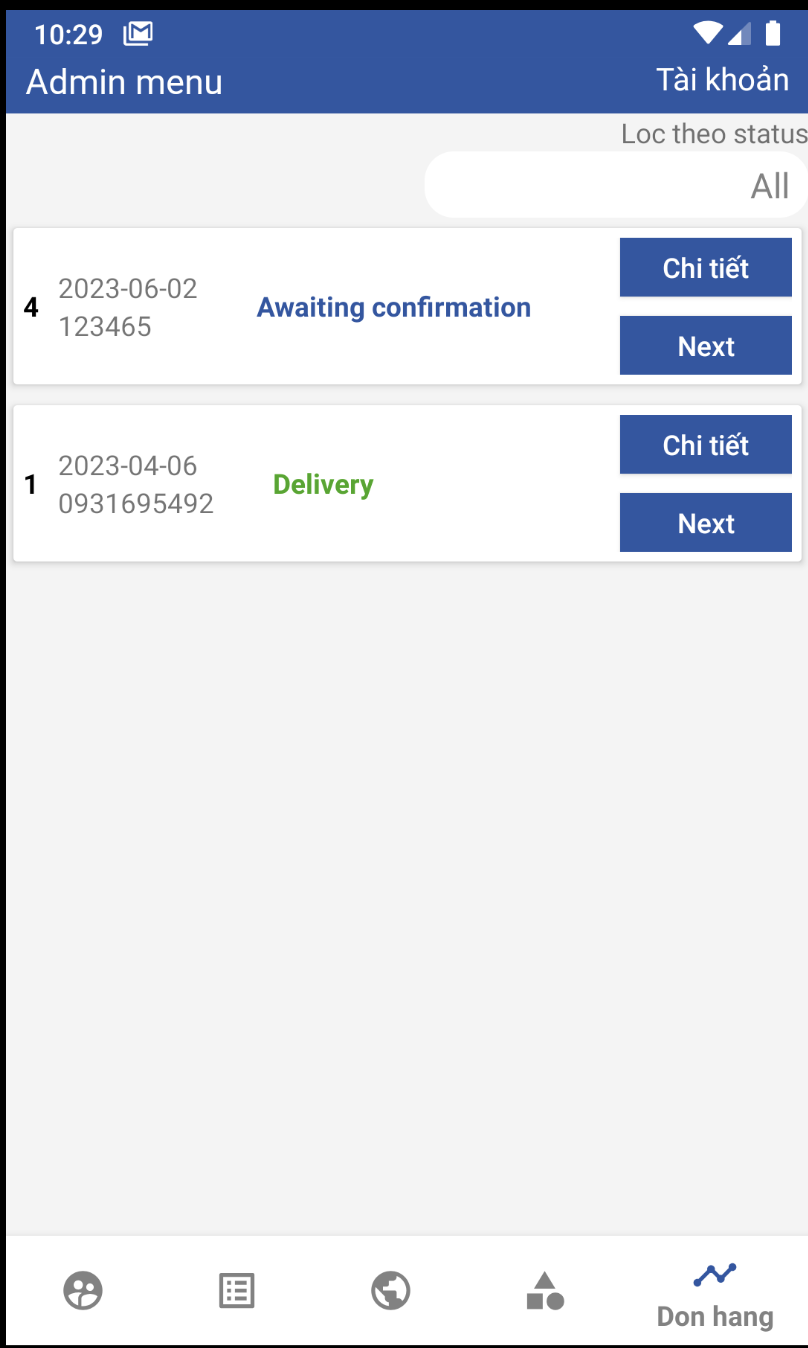 10:29
Admin menu
Tài khoản
Loc theo status
All
4
2023-06-02
123465
Awaiting confirmation
Chi tiết
Next
1
2023-04-06
0931695492
Delivery
Chi tiết
Next
Don hang